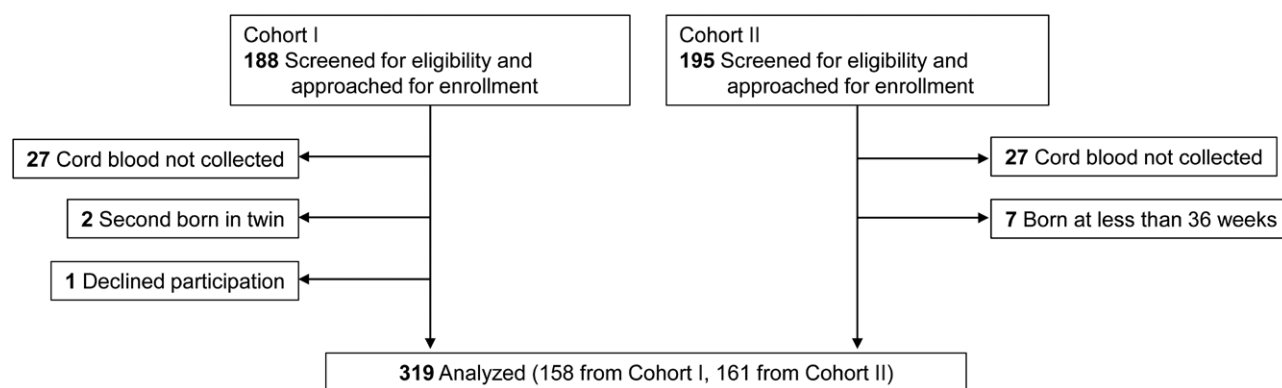 Cohort I
188 Screened for eligibility and
approached for enrollment
27 Cord blood not collected
2 Second born in twin
1 Declined participation
Cohort II
195 Screened for eligibility and
approached for enrollment
27 Cord blood not collected
7 Born at less than 36 weeks
319 Analyzed (158 from Cohort I, 161 from Cohort II)